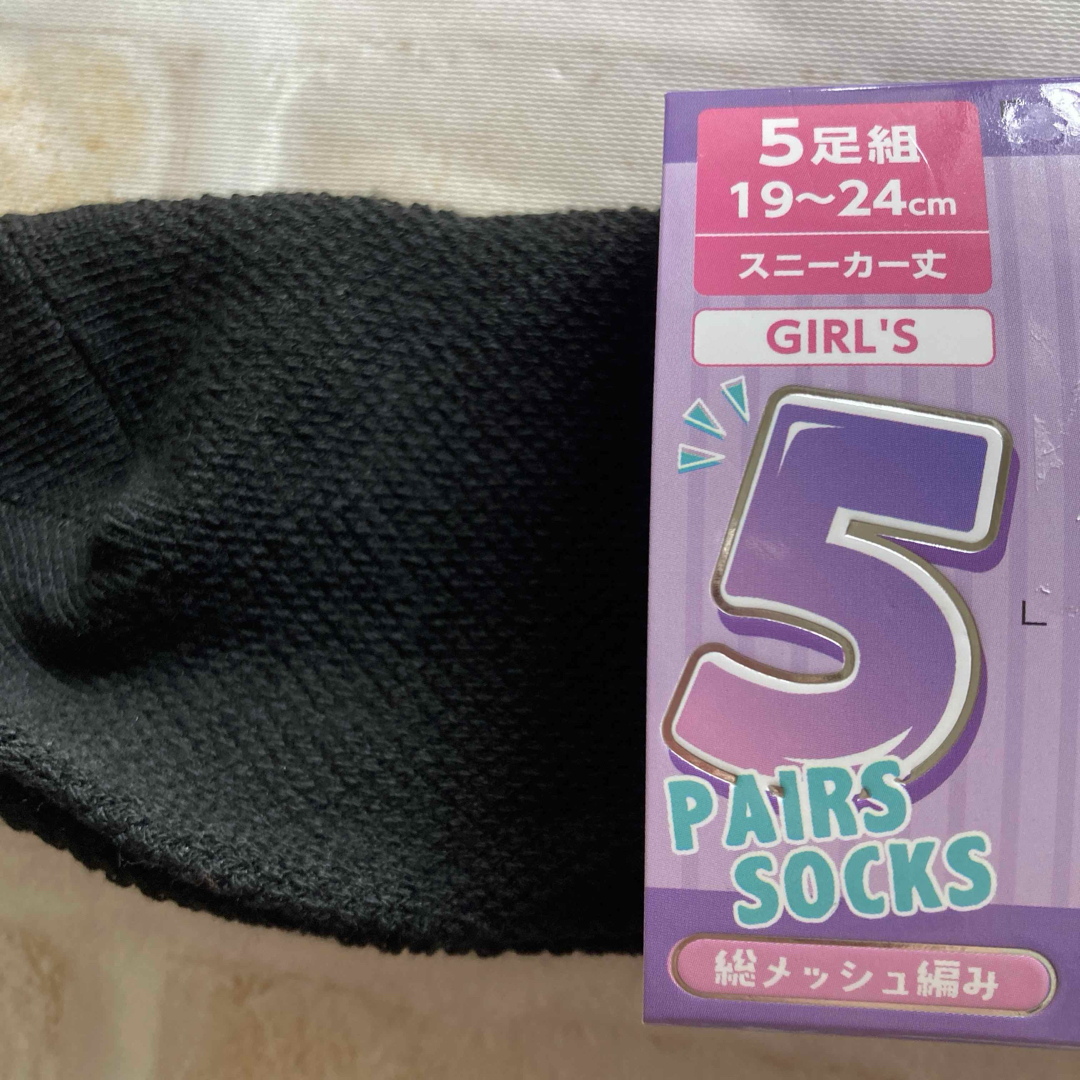 5足組
19～24cm
スニーカー丈
GIRL'S
5
PAIRS
SOCKS
総メッシュ編み